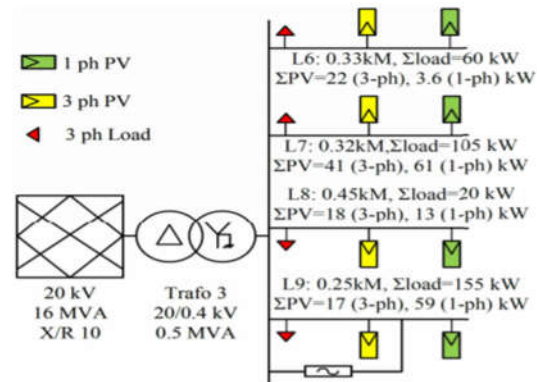 1 ph PV
3 ph PV
3 ph Load
L6: 0.33kM, Σload=60 kW
ΣPV=22 (3-ph), 3.6 (1-ph) kW
L7: 0.32kM,Σload=105 kW
ΣPV=41 (3-ph), 61 (1-ph) kW
L8: 0.45kM, Σload=20 kW
ΣPV=18 (3-ph), 13 (1-ph) kW
L9: 0.25kM, Σload=155 kW
ΣPV=17 (3-ph), 59 (1-ph) kW
20 kV
16 MVA
X/R 10
Trafo 3
20/0.4 kV
0.5 MVA